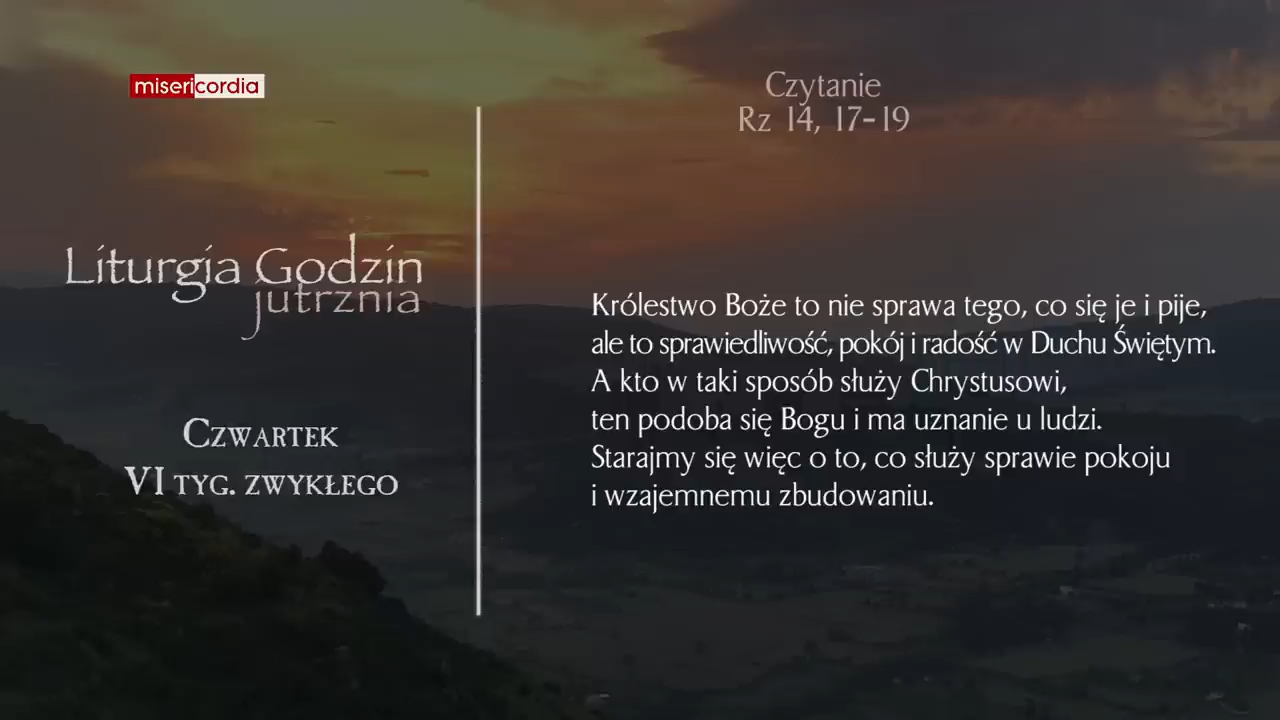 misericordia
Liturgia Godzin
jutrznia
Czwartek
VI tyg. zwykłego
Czytanie
Rz 14, 17-19
Królestwo Boże to nie sprawa tego, co się je i pije,
ale to sprawiedliwość, pokój i radość w Duchu Świętym.
A kto w taki sposób służy Chrystusowi,
ten podoba się Bogu i ma uznanie u ludzi.
Starajmy się więc o to, co służy sprawie pokoju
i wzajemnemu zbudowaniu.